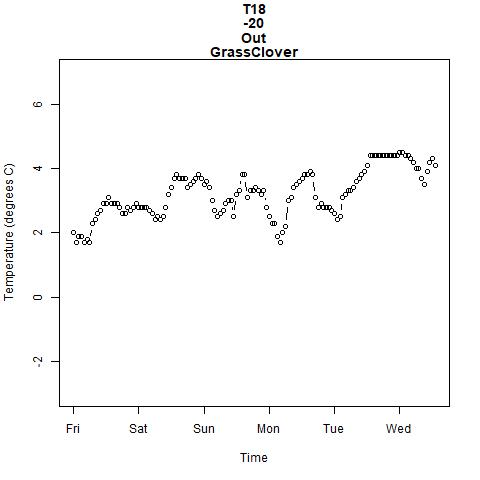 T18
-20
Out
GrassClover
Temperature (degrees C)
6
4
2
0
-2
Fri Sat Sun Mon Tue Wed
Time